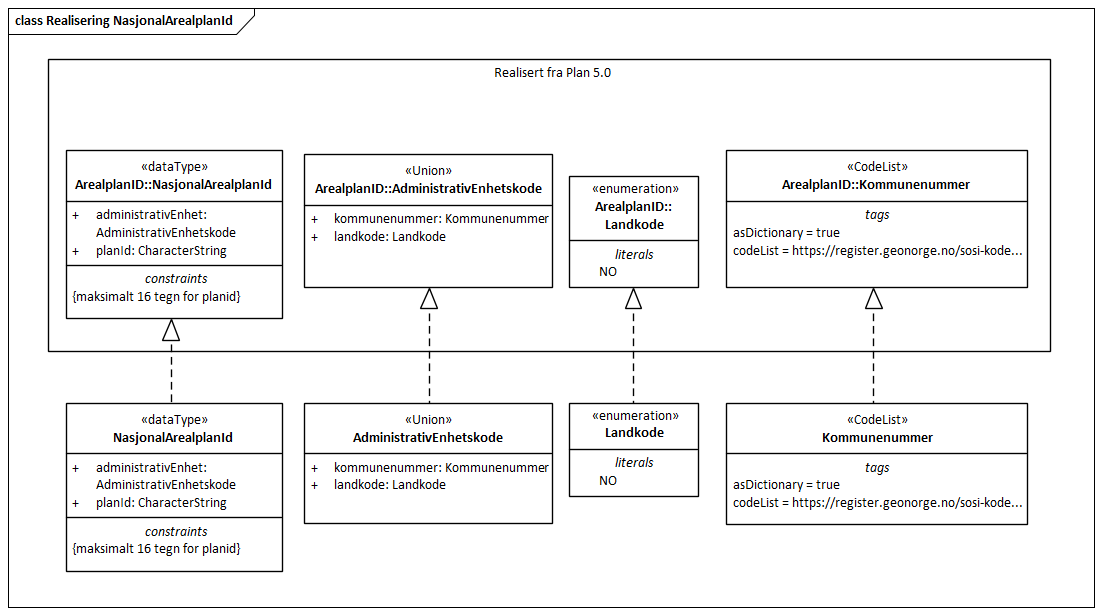 class Realisering NasjonalArealplanId
Realisert fra Plan 5.0
«dataType»
ArealplanID::NasjonalArealplanId
+ administrativEnhet:
AdministrativEnhetskode
+ planId: CharacterString
constraints
{maksimalt 16 tegn for planid}
«Union»
ArealplanID::AdministrativEnhetskode
+ kommunenummer: Kommunenummer
+ landkode: Landkode
«enumeration»
ArealplanID::
Landkode
literals
NO
«CodeList»
ArealplanID::Kommunenummer
tags
asDictionary = true
codeList = https://register.geonorge.no/sosi-kode...
«dataType»
NasjonalArealplanId
+ administrativEnhet:
AdministrativEnhetskode
+ planId: CharacterString
constraints
{maksimalt 16 tegn for planid}
«Union»
AdministrativEnhetskode
+ kommunenummer: Kommunenummer
+ landkode: Landkode
«enumeration»
Landkode
literals
NO
«CodeList»
Kommunenummer
tags
asDictionary = true
codeList = https://register.geonorge.no/sosi-kode...